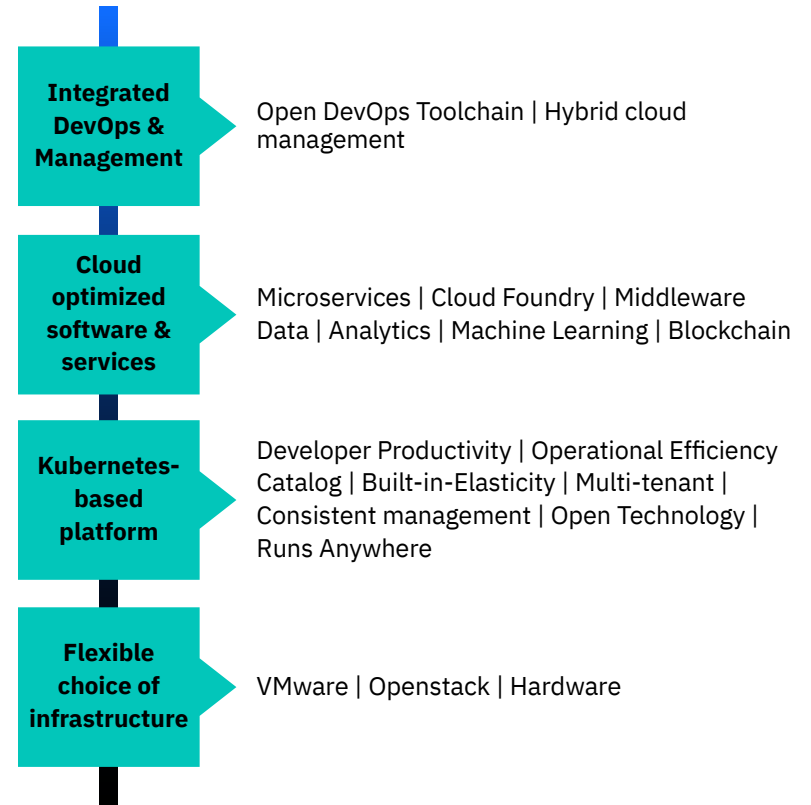 Integrated
DevOps &
Management
Open DevOps Toolchain | Hybrid cloud
management
Cloud
optimized
software &
services
Microservices | Cloud Foundry | Middleware
Data | Analytics | Machine Learning | Blockchain
Kubernetes-
based
platform
Developer Productivity | Operational Efficiency
Catalog | Built-in-Elasticity | Multi-tenant |
Consistent management | Open Technology |
Runs Anywhere
Flexible
choice of
infrastructure
VMware | Openstack | Hardware